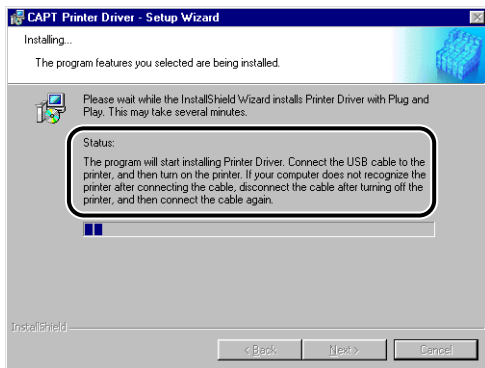 CAPT Printer Driver - Setup Wizard
Installing...
The program features you selected are being installed.
Please wait while the InstallShield Wizard installs Printer Driver with Plug and
Play. This may take several minutes.
Status:
The program will start installing Printer Driver. Connect the USB cable to the
printer, and then turn on the printer. If your computer does not recognize the
printer after connecting the cable, disconnect the cable after turning off the
printer, and then connect the cable again.
InstallShield
< Back Next > Cancel